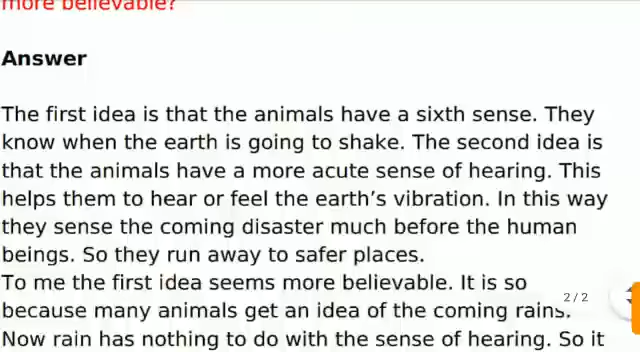 more believable?
Answer
The first idea is that the animals have a sixth sense. They
know when the earth is going to shake. The second idea is
that the animals have a more acute sense of hearing. This
helps them to hear or feel the earth’s vibration. In this way
they sense the coming disaster much before the human
beings. So they run away to safer places.
To me the first idea seems more believable. It is so
because many animals get an idea of the coming rains.
Now rain has nothing to do with the sense of hearing. So it
2/2